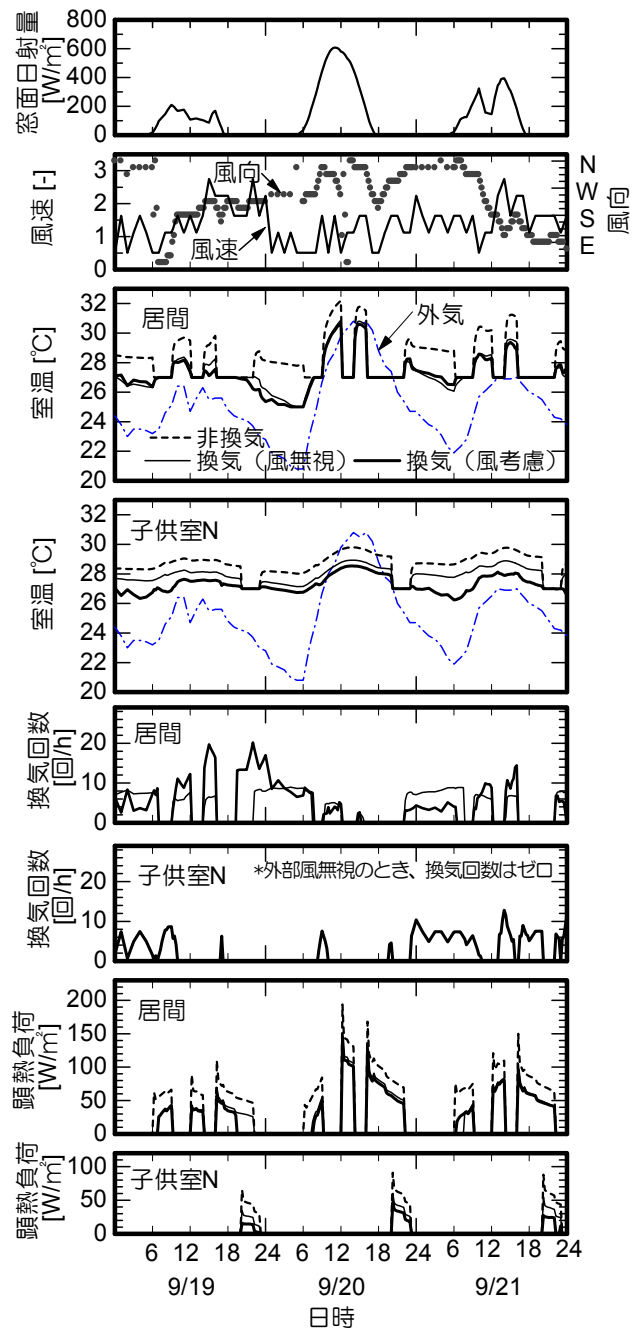 窓面日射量
[W/㎡]
800
600
400
200
0
風速 [-]
3
2
1
0
風向
風速
N
W
S
E
風向
室温 [℃]
32
30
28
26
24
22
20
居間
外気
非換気
換気（風無視）
換気（風考慮）
室温 [℃]
32
30
28
26
24
22
20
子供室N
換気回数
[回/h]
20
10
0
居間
換気回数
[回/h]
20
10
0
子供室N
*外部風無視のとき、換気回数はゼロ
顕熱負荷
[W/㎡]
200
150
100
50
0
居間
顕熱負荷
[W/㎡]
100
50
0
子供室N
6 12 18 24 6 12 18 24 6 12 18 24
9/19 9/20 9/21
日時